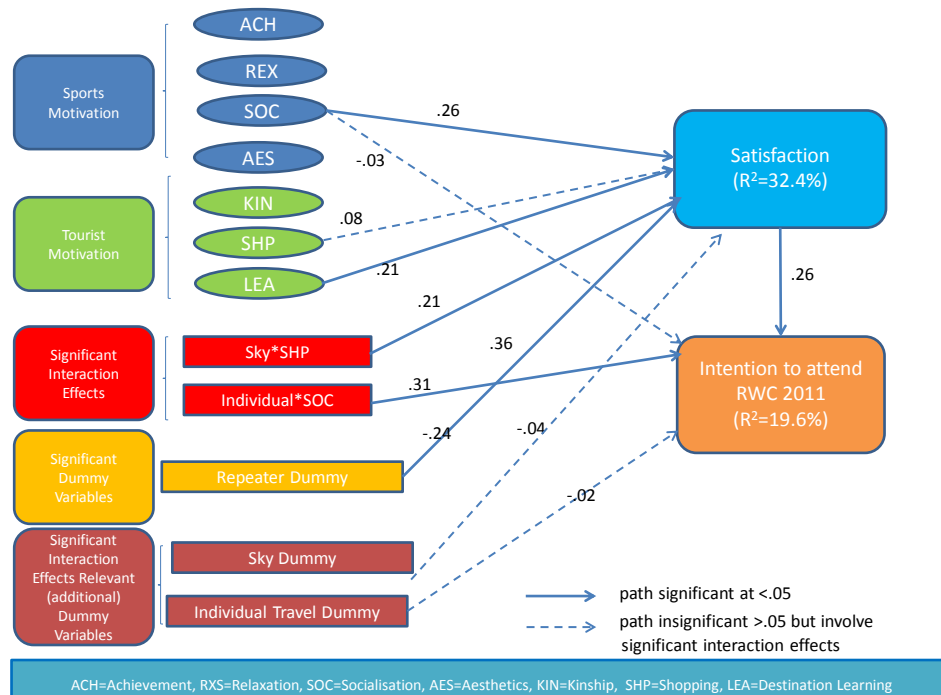 ACH
REX
SOC
AES
Sports
Motivation
KIN
SHP
LEA
Tourist
Motivation
.26
-.03
.08
.21
.21
.36
.31
-.04
-.24
-.02
.26
Satisfaction
(R²=32.4%)
Intention to attend
RWC 2011
(R²=19.6%)
Significant
Interaction
Effects
Sky*SHP
Individual*SOC
Significant
Dummy
Variables
Repeater Dummy
Significant
Interaction
Effects Relevant
(additional)
Dummy
Variables
Sky Dummy
Individual Travel Dummy
path significant at <.05
path insignificant >.05 but involve
significant interaction effects
ACH=Achievement, RXS=Relaxation, SOC=Socialisation, AES=Aesthetics, KIN=Kinship, SHP=Shopping, LEA=Destination Learning